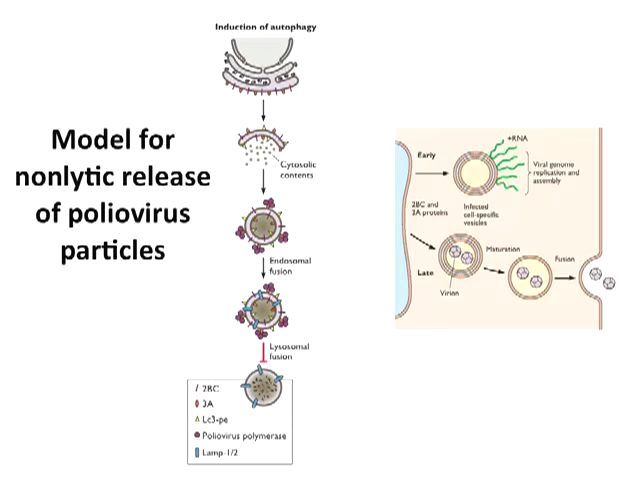 Induction of autophagy
Model for
nonlytic release
of poliovirus
particles
Cytosolic
contents
Endosomal
fusion
Lysosomal
fusion
2BC
3A
Lc3-pe
Poliovirus polymerase
Lamp-1/2
+RNA
Early
Viral genome
replication and
assembly
2BC and
3A proteins
Infected
cell-specific
vesicles
Maturation
Fusion
Late
Virion